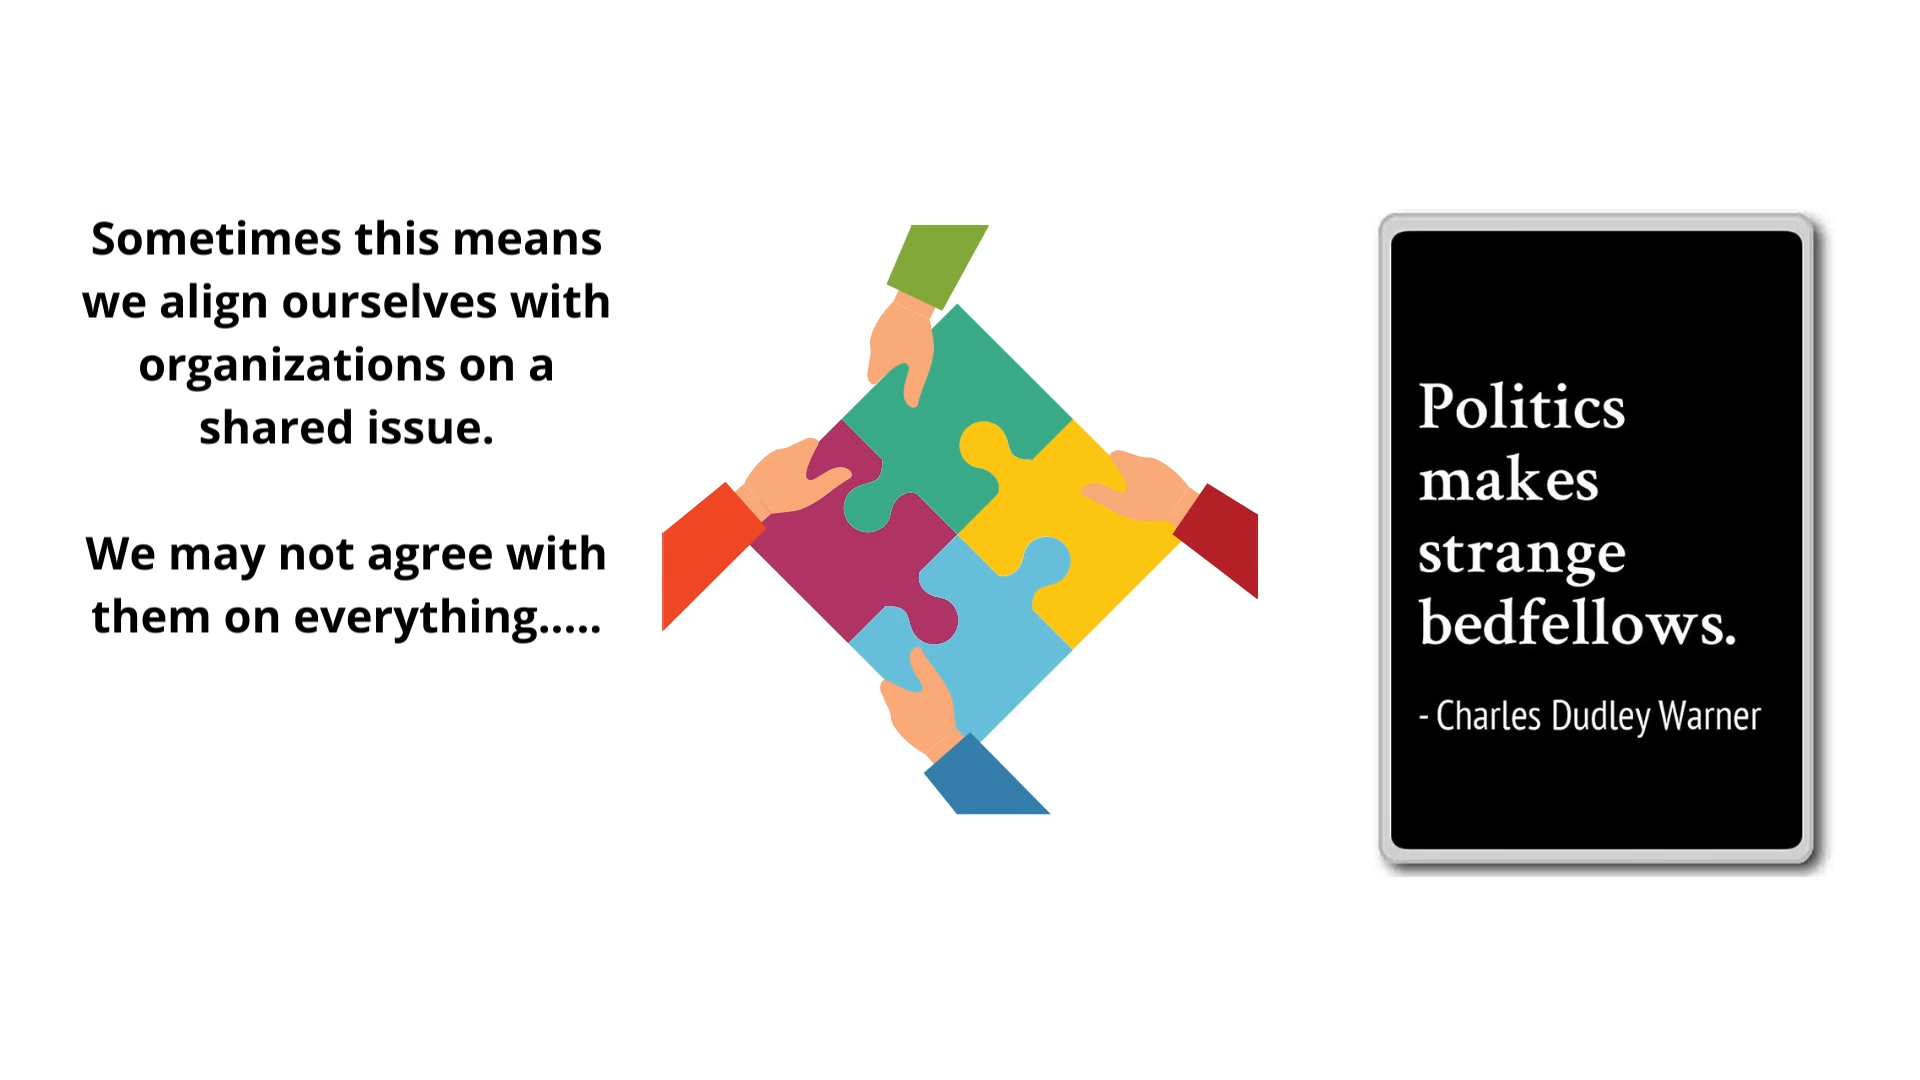 Sometimes this means
we align ourselves with
organizations on a
shared issue.
We may not agree with
them on everything.....
Politics
makes
strange
bedfellows.
- Charles Dudley Warner